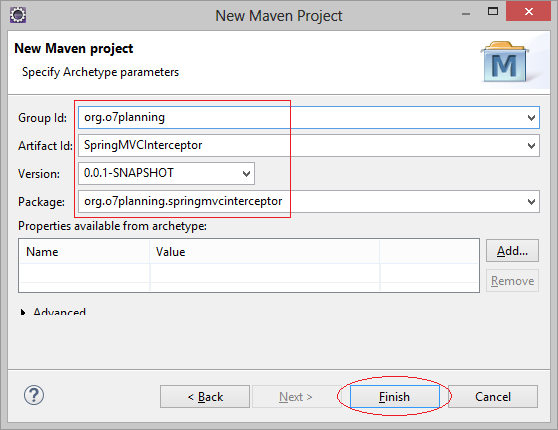 New Maven Project
New Maven project
Specify Archetype parameters
M
Group Id: org.o7planning
Artifact Id: SpringMVCInterceptor
Version: 0.0.1-SNAPSHOT
Package: org.o7planning.springmvcinterceptor
Properties available from archetype:
Name Value
Add...
Remove
Advanced
? < Back Next > Finish Cancel